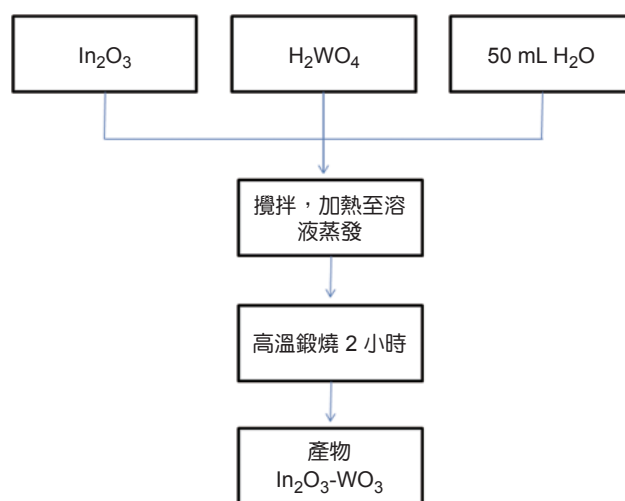 In₂O₃
H₂WO₄
50 mL H₂O
攪拌，加熱至溶
液蒸發
高溫鍛燒 2 小時
產物
In₂O₃-WO₃